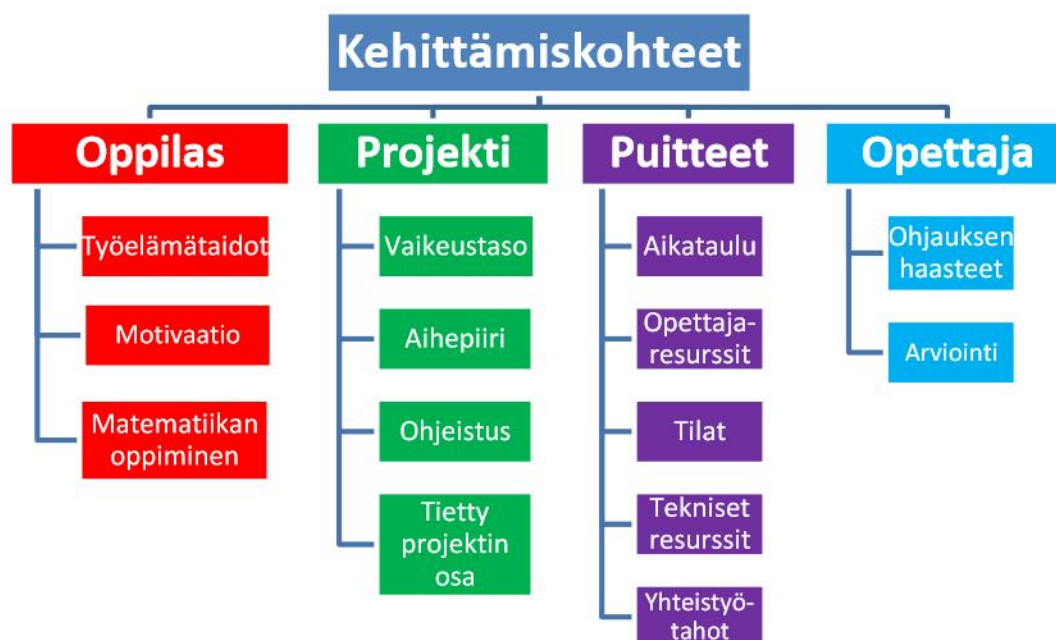 Kehittämiskohteet
Oppilas
Työelämätaidot
Motivaatio
Matematiikan
oppiminen
Projekti
Vaikeustaso
Aihepiiri
Ohjeistus
Tietty
projektin
osa
Puitteet
Aikataulu
Opettaja-
resurssit
Tilat
Tekniset
resurssit
Yhteistyö-
tahot
Opettaja
Ohjauksen
haasteet
Arviointi